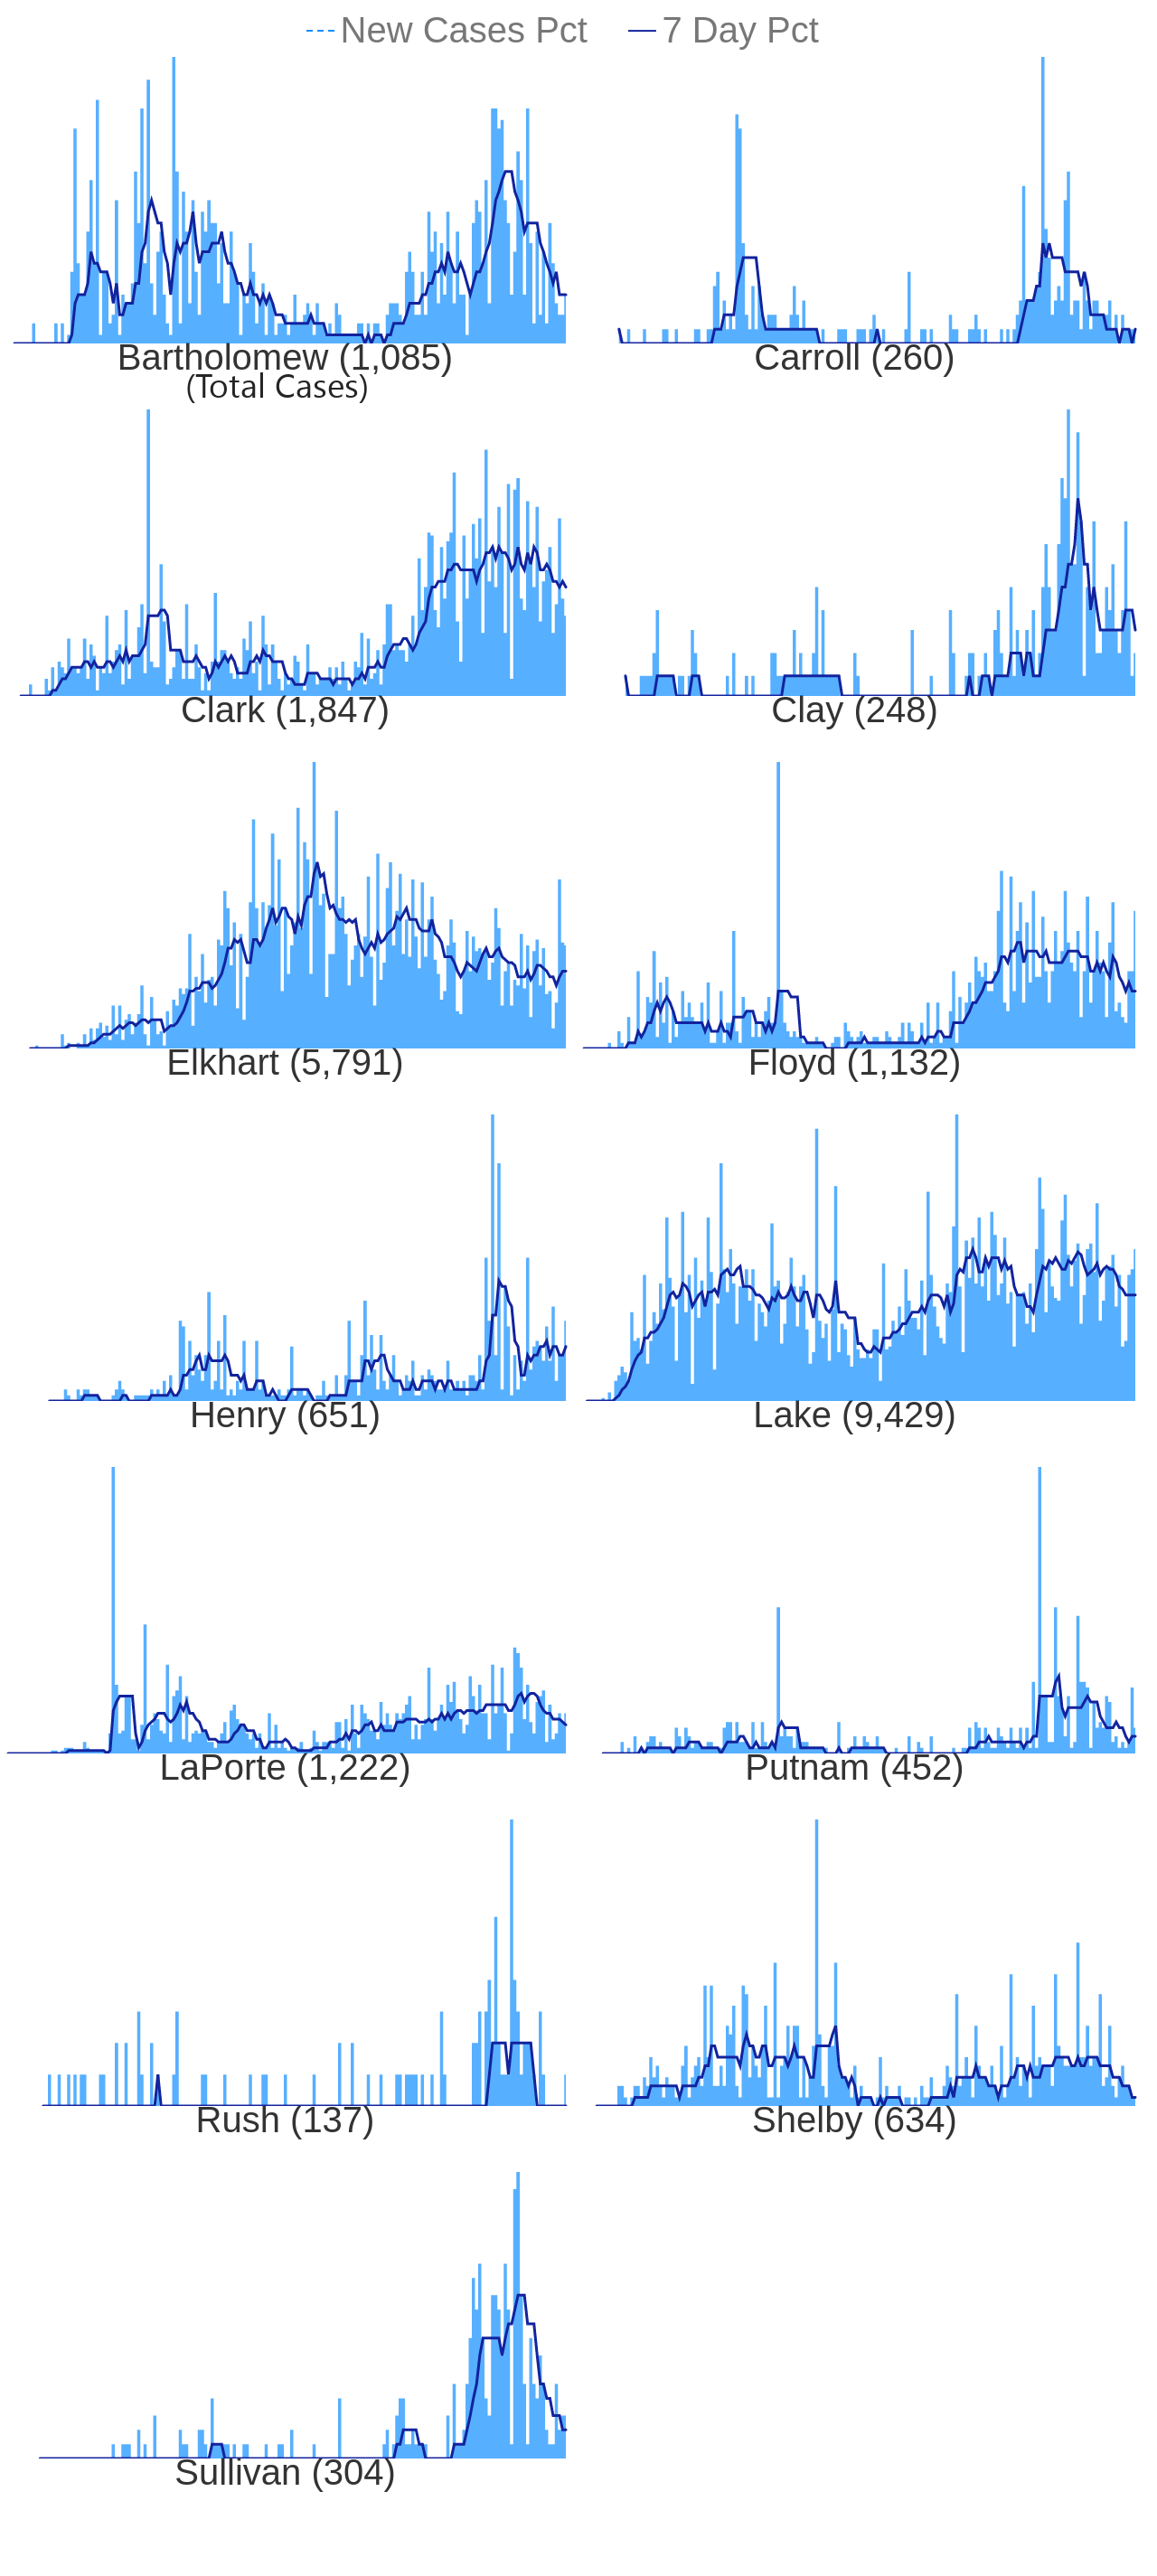 New Cases Pct 7 Day Pct
Bartholomew (1,085) Carroll (260)
(Total Cases)
Clark (1,847) Clay (248)
Elkhart (5,791) Floyd (1,132)
Henry (651) Lake (9,429)
LaPorte (1,222) Putnam (452)
Rush (137) Shelby (634)
Sullivan (304)